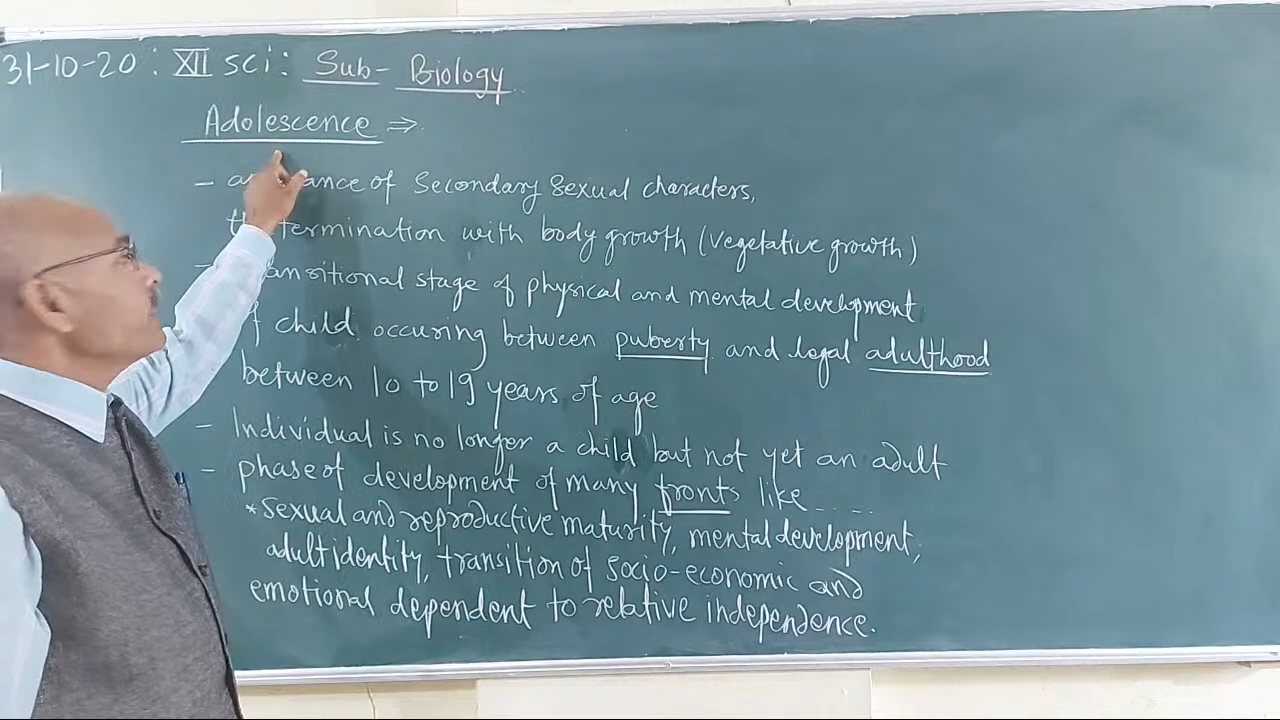 31-10-20 : XII sci: Sub- Biology
Adolescence ⇒
- of Secondary Sexual characters,
termination with body growth (vegetative growth)
- stage of physical and mental development
child occuring between puberty and legal adulthood
between 10 to 19 years of age
- Individual is no longer a child but not yet an adult
- phase of development of many fronts like.....
*Sexual and reproductive maturity, mental development,
adult identity, transition of socio-economic and
emotional dependent to relative independence.